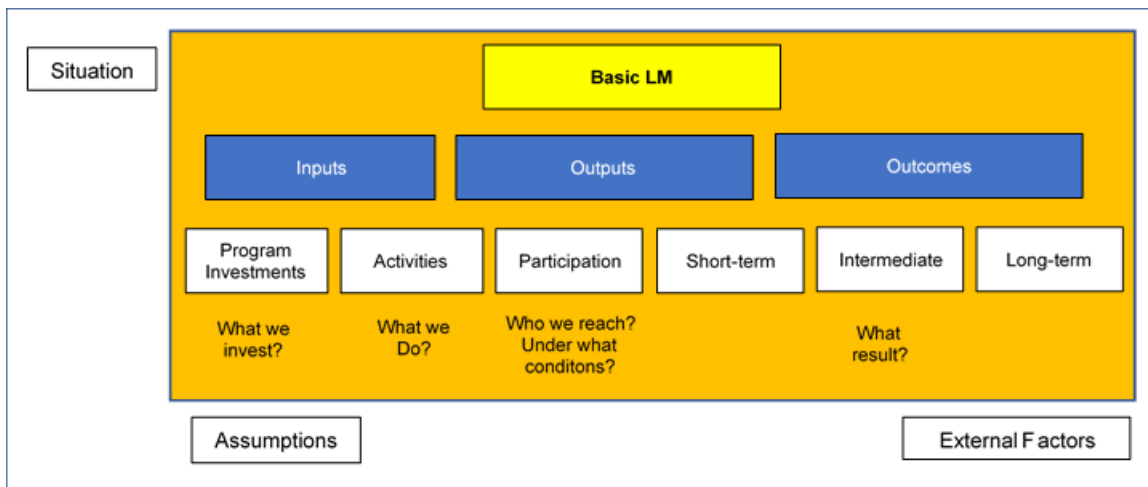 Situation
Basic LM
Inputs
Outputs
Outcomes
Program
Investments
Activities
Participation
Short-term
Intermediate
Long-term
What we
invest?
What we
Do?
Who we reach?
Under what
conditons?
What
result?
Assumptions
External Factors